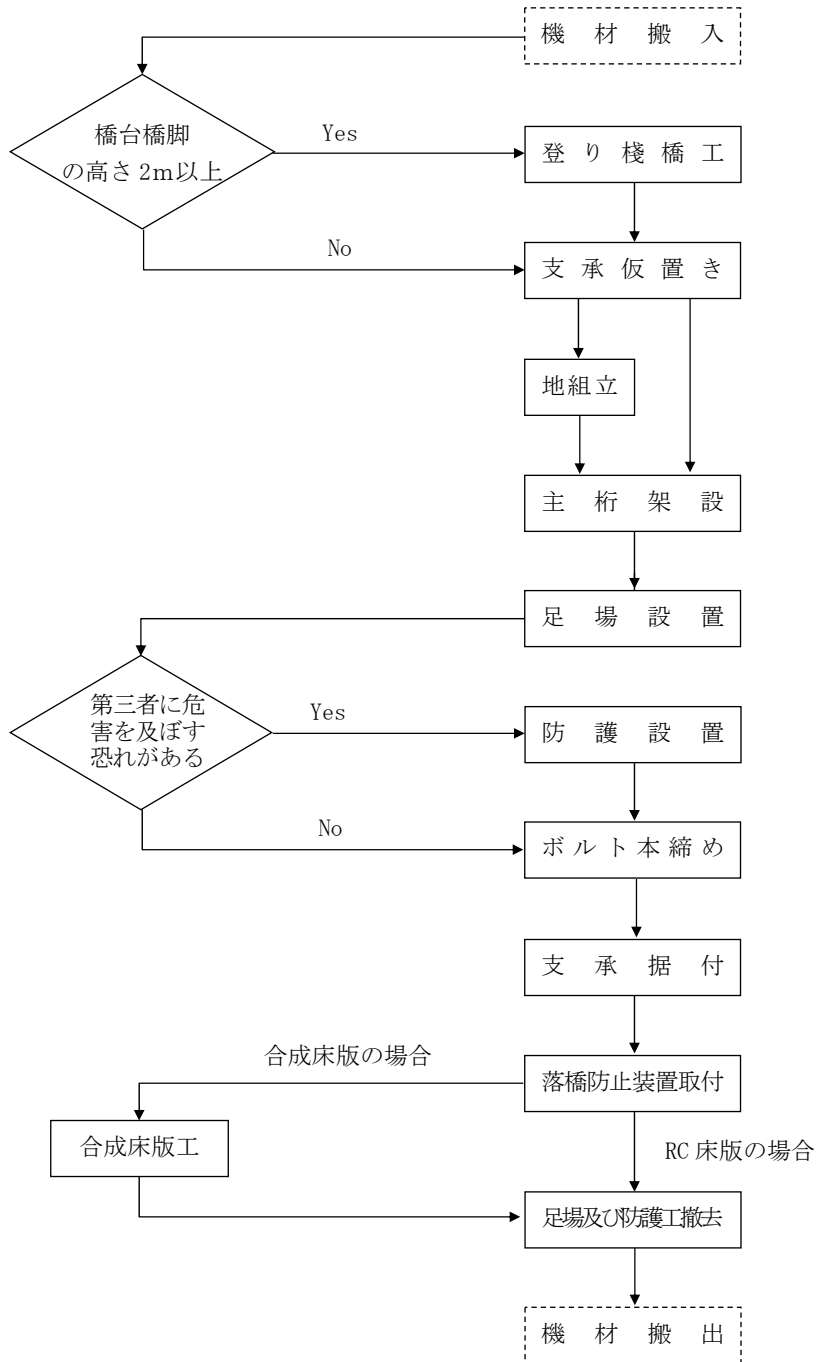 機材搬入
橋台橋脚
の高さ2m以上
Yes
登り棧橋工
No
支承仮置き
地組立
主桁架設
足場設置
第三者に危
害を及ぼす
恐れがある
Yes
防護設置
No
ボルト本締め
支承据付
合成床版の場合
落橋防止装置取付
合成床版工
RC床版の場合
足場及び防護工撤去
機材搬出